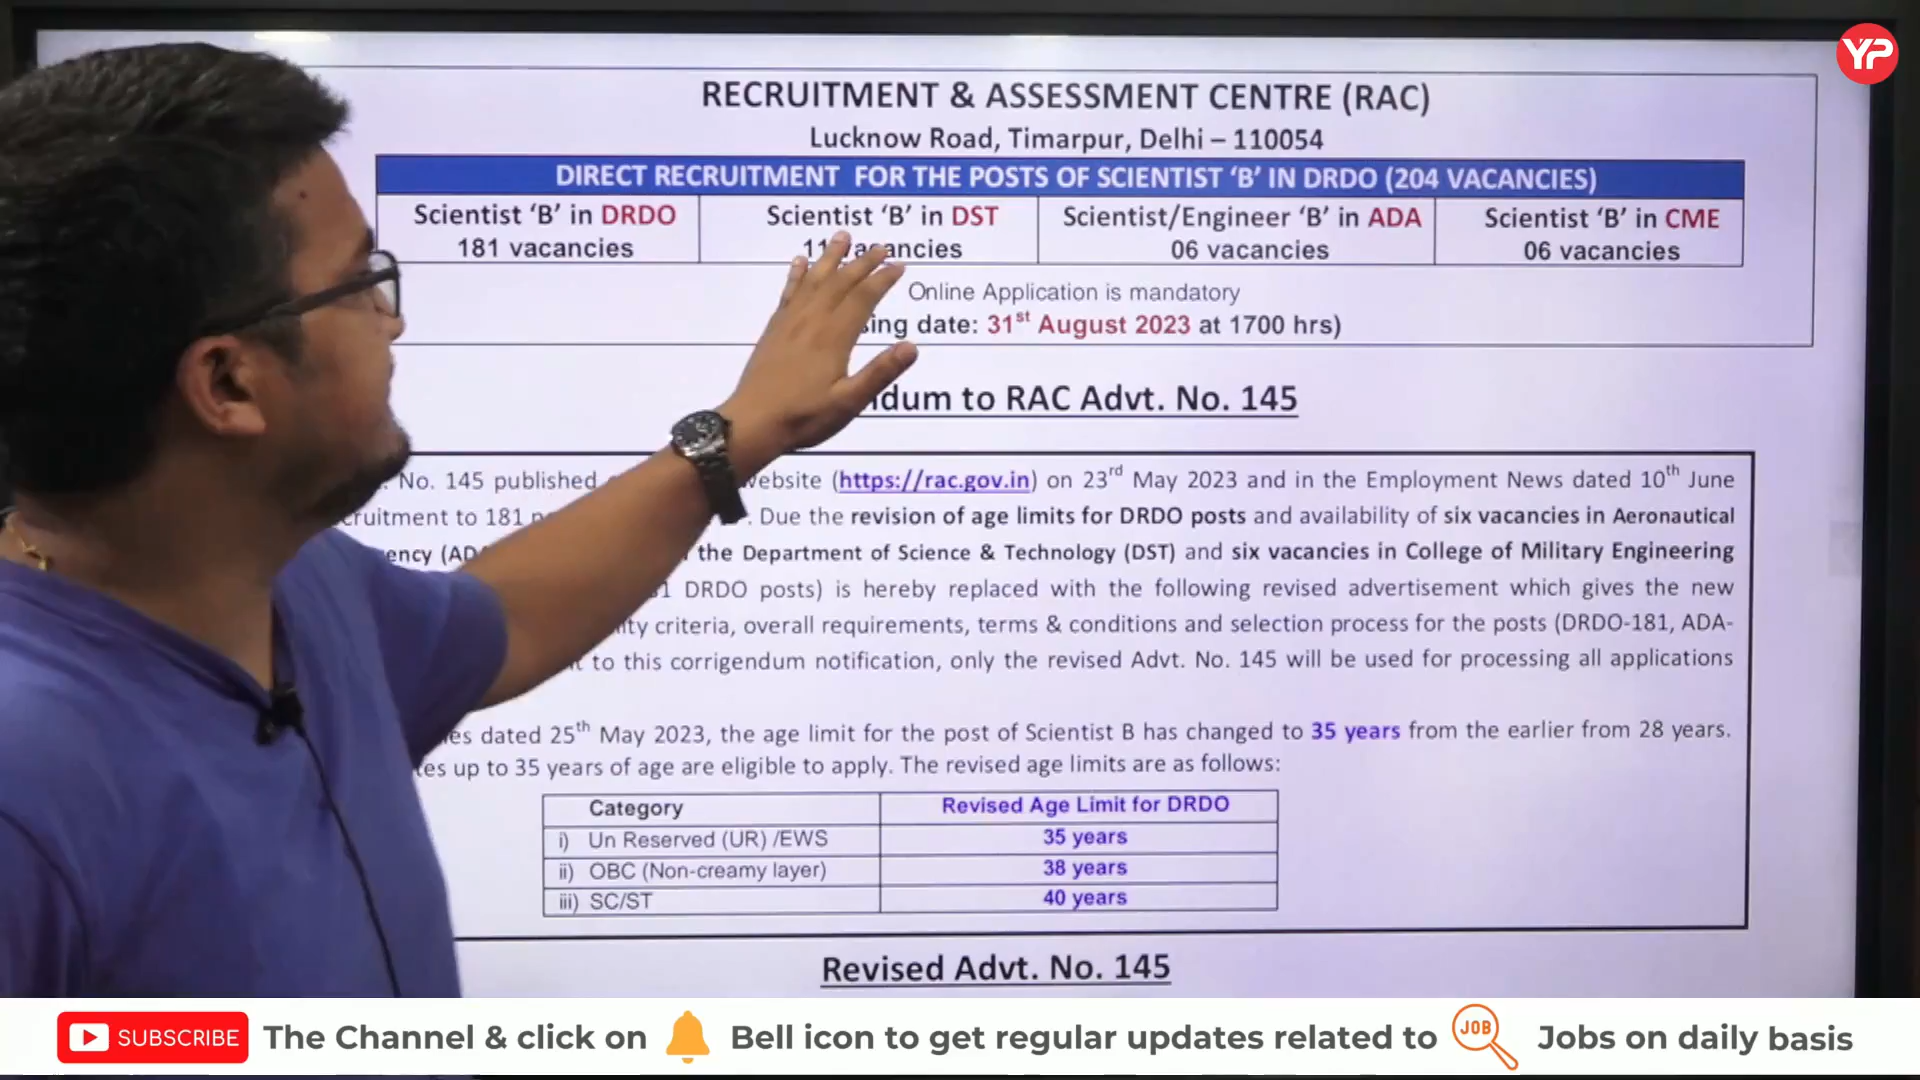 YP
RECRUITMENT & ASSESSMENT CENTRE (RAC)
Lucknow Road, Timarpur, Delhi – 110054
DIRECT RECRUITMENT FOR THE POSTS OF SCIENTIST ‘B’ IN DRDO (204 VACANCIES)
Scientist ‘B’ in DRDO Scientist ‘B’ in DST Scientist/Engineer ‘B’ in ADA Scientist ‘B’ in CME
181 vacancies 11 vacancies 06 vacancies 06 vacancies
Online Application is mandatory
date: 31st August 2023 at 1700 hrs)
to RAC Advt. No. 145
No. 145 published website (https://rac.gov.in) on 23rd May 2023 and in the Employment News dated 10th June
to 181 . Due the revision of age limits for DRDO posts and availability of six vacancies in Aeronautical
the Department of Science & Technology (DST) and six vacancies in College of Military Engineering
DRDO posts) is hereby replaced with the following revised advertisement which gives the new
criteria, overall requirements, terms & conditions and selection process for the posts (DRDO-181, ADA-
to this corrigendum notification, only the revised Advt. No. 145 will be used for processing all applications
dated 25th May 2023, the age limit for the post of Scientist B has changed to 35 years from the earlier from 28 years.
up to 35 years of age are eligible to apply. The revised age limits are as follows:
Category Revised Age Limit for DRDO
i) Un Reserved (UR) /EWS 35 years
ii) OBC (Non-creamy layer) 38 years
iii) SC/ST 40 years
Revised Advt. No. 145
SUBSCRIBE The Channel & click on Bell icon to get regular updates related to JOB Jobs on daily basis